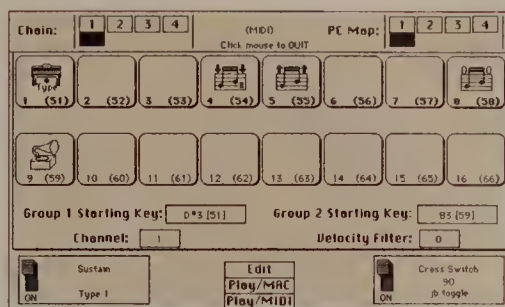 Chain: 1 2 3 4 (MIDI) PC Map: 1 2 3 4
Click mouse to QUIT
Type
1 (51) 2 (52) 3 (53) 4 (54) 5 (55) 6 (56) 7 (57) 8 (58)
9 (59) 10 (60) 11 (61) 12 (62) 13 (63) 14 (64) 15 (65) 16 (66)
Group 1 Starting Key: D#3 [51] Group 2 Starting Key: B3 [59]
Channel: 1 Velocity Filter: 0
Sustain
Type 1
ON
Edit
Play/MAC
Play/MIDI
Cross Switch
90
jb toggle
ON